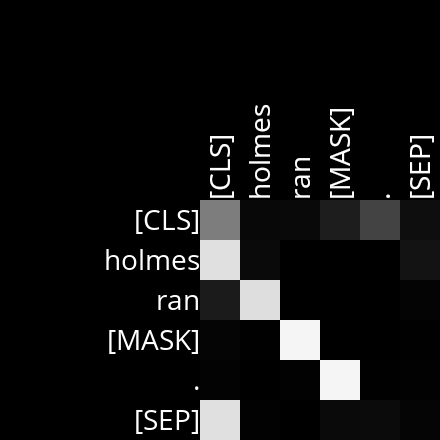 [CLS] holmes ran [MASK] . [SEP]
[CLS]
holmes
ran
[MASK]
.
[SEP]